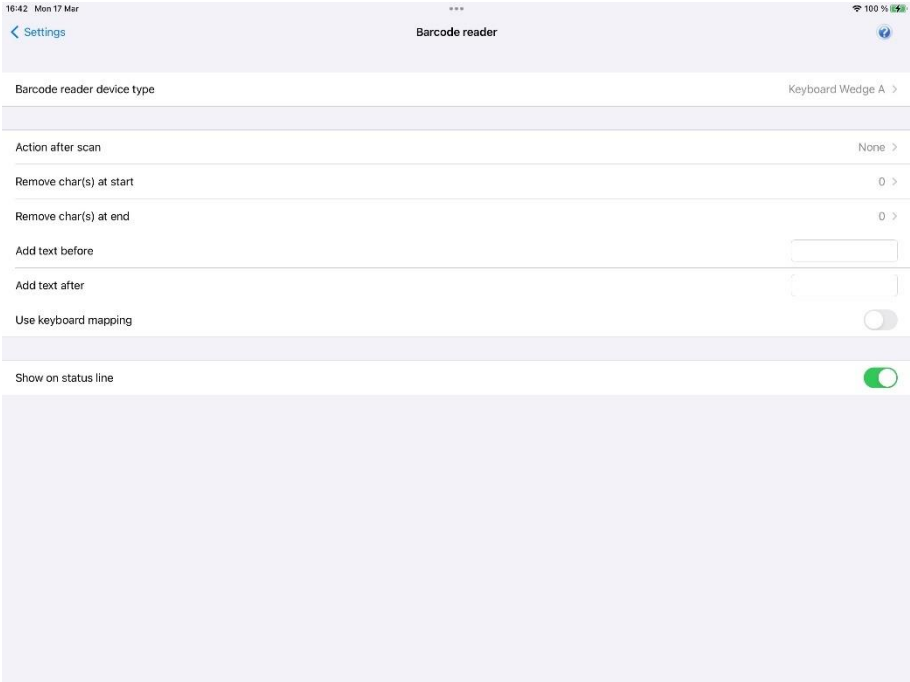 16:42 Mon 17 Mar 100 %
Settings Barcode reader ?
Barcode reader device type Keyboard Wedge A
Action after scan None
Remove char(s) at start 0
Remove char(s) at end 0
Add text before
Add text after
Use keyboard mapping
Show on status line